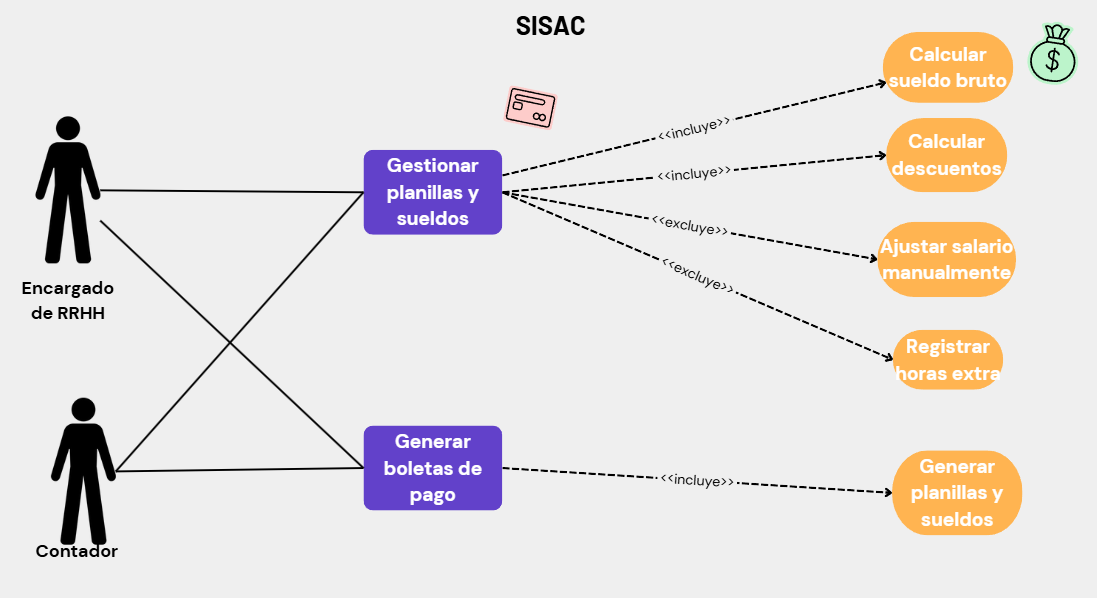 SISAC
Calcular
sueldo bruto
<<incluye>>
Calcular
descuentos
<<incluye>>
Gestionar
planillas y
sueldos
<<excluye>>
Ajustar salario
manualmente
<<excluye>>
Encargado
de RRHH
Registrar
horas extra
Generar
boletas de
pago
<<incluye>>
Generar
planillas y
sueldos
Contador